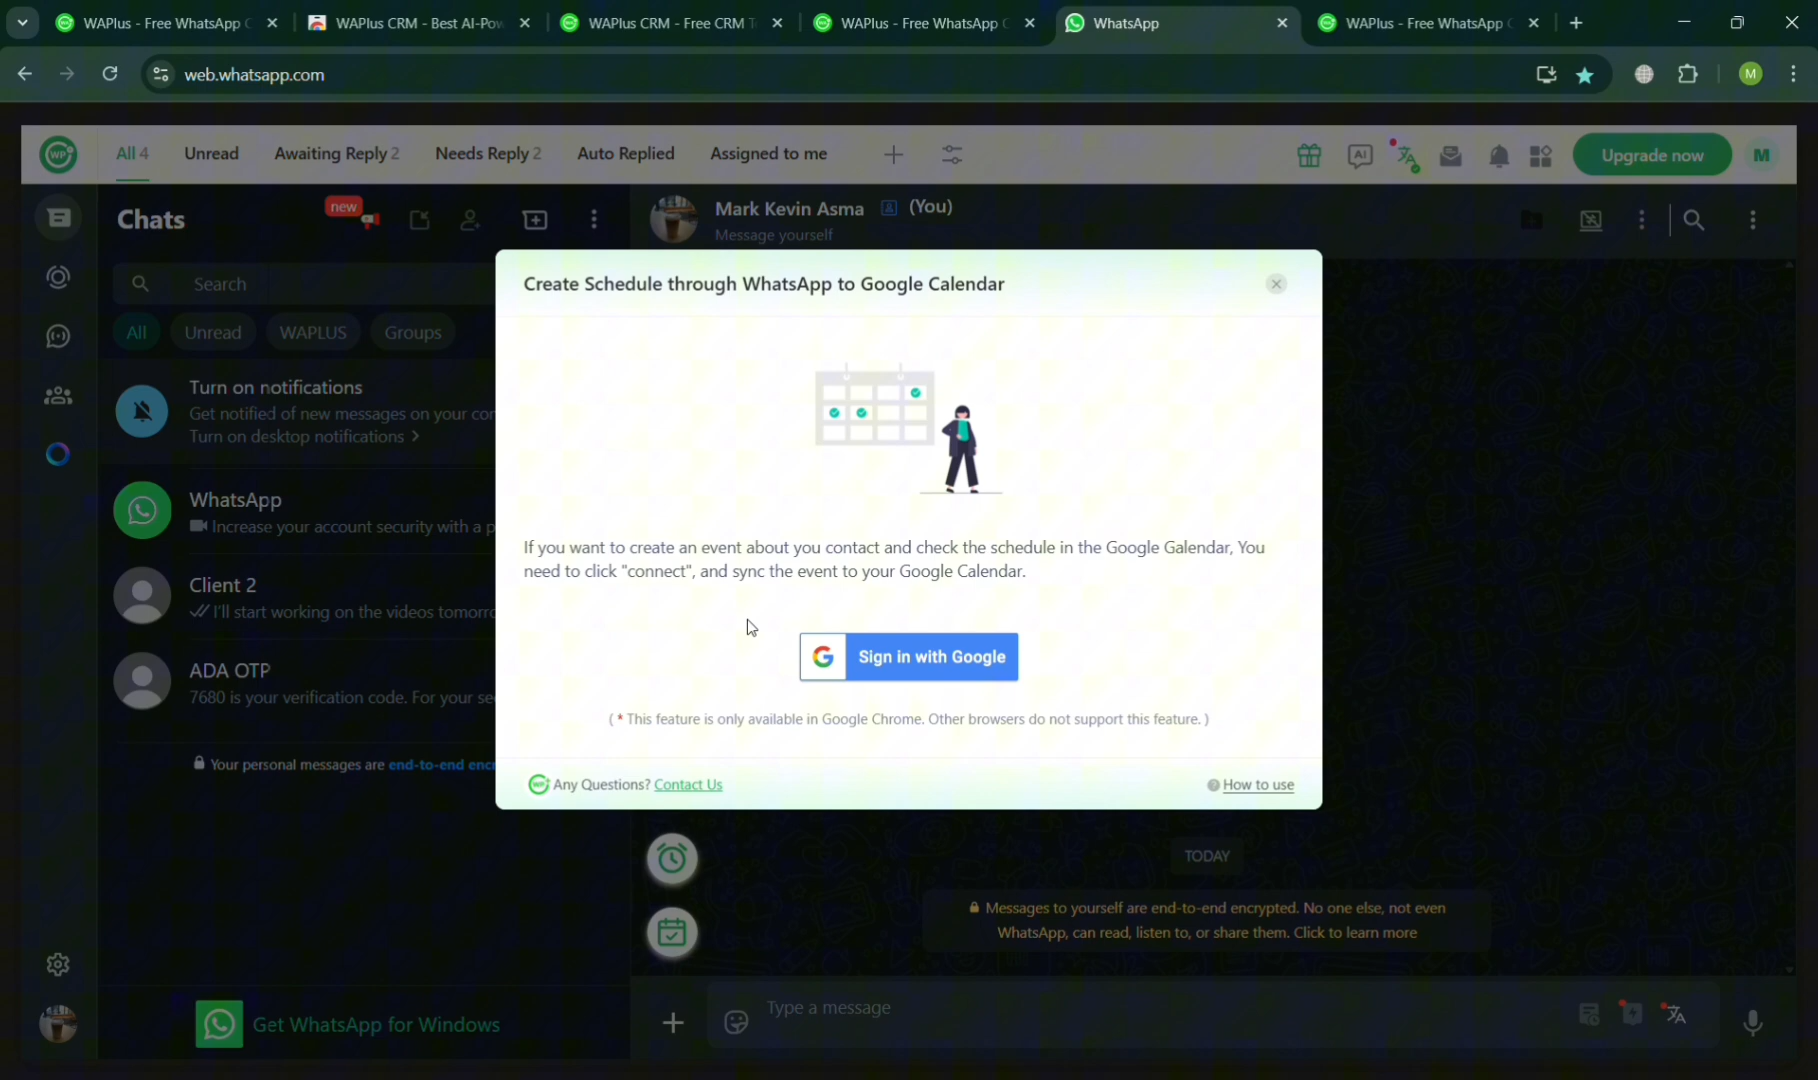 WAPlus - Free WhatsApp C
WAPlus CRM - Best AI-Pow
WAPlus CRM - Free CRM T
WAPlus - Free WhatsApp C
WhatsApp
WAPlus - Free WhatsApp C
web.whatsapp.com
M
WP
All 4
Unread
Awaiting Reply 2
Needs Reply 2
Auto Replied
Assigned to me
AI
Upgrade now
M
Chats
new
Mark Kevin Asma (You)
Message yourself
Search
All
Unread
WAPLUS
Groups
Turn on notifications
Get notified of new messages on your con
Turn on desktop notifications >
WhatsApp
Increase your account security with a p
Client 2
I'll start working on the videos tomorro
ADA OTP
7680 is your verification code. For your se
Your personal messages are end-to-end encr
Get WhatsApp for Windows
Create Schedule through WhatsApp to Google Calendar
If you want to create an event about you contact and check the schedule in the Google Galendar, You
need to click "connect", and sync the event to your Google Calendar.
Sign in with Google
( * This feature is only available in Google Chrome. Other browsers do not support this feature. )
Any Questions? Contact Us
How to use
TODAY
Messages to yourself are end-to-end encrypted. No one else, not even
WhatsApp, can read, listen to, or share them. Click to learn more
Type a message